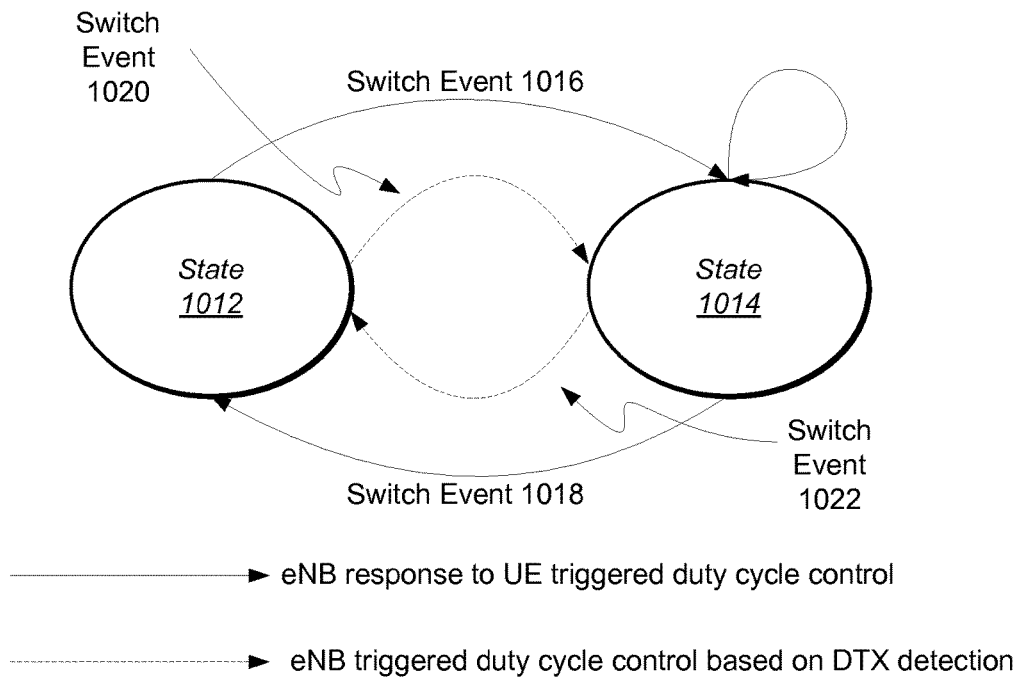 Switch
Event
1020
Switch Event 1016
State
1012
State
1014
Switch
Event
1022
Switch Event 1018
eNB response to UE triggered duty cycle control
eNB triggered duty cycle control based on DTX detection